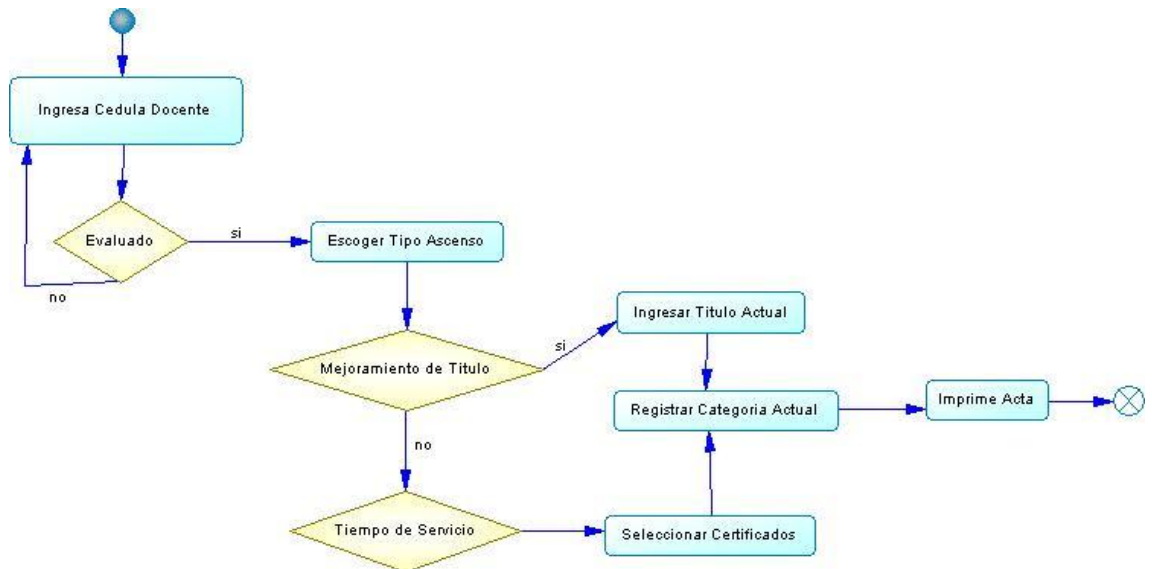 Ingresa Cedula Docente
Evaluado
si
no
Escoger Tipo Ascenso
Mejoramiento de Titulo
si
no
Ingresar Titulo Actual
Registrar Categoria Actual
Imprime Acta
Tiempo de Servicio
Seleccionar Certificados